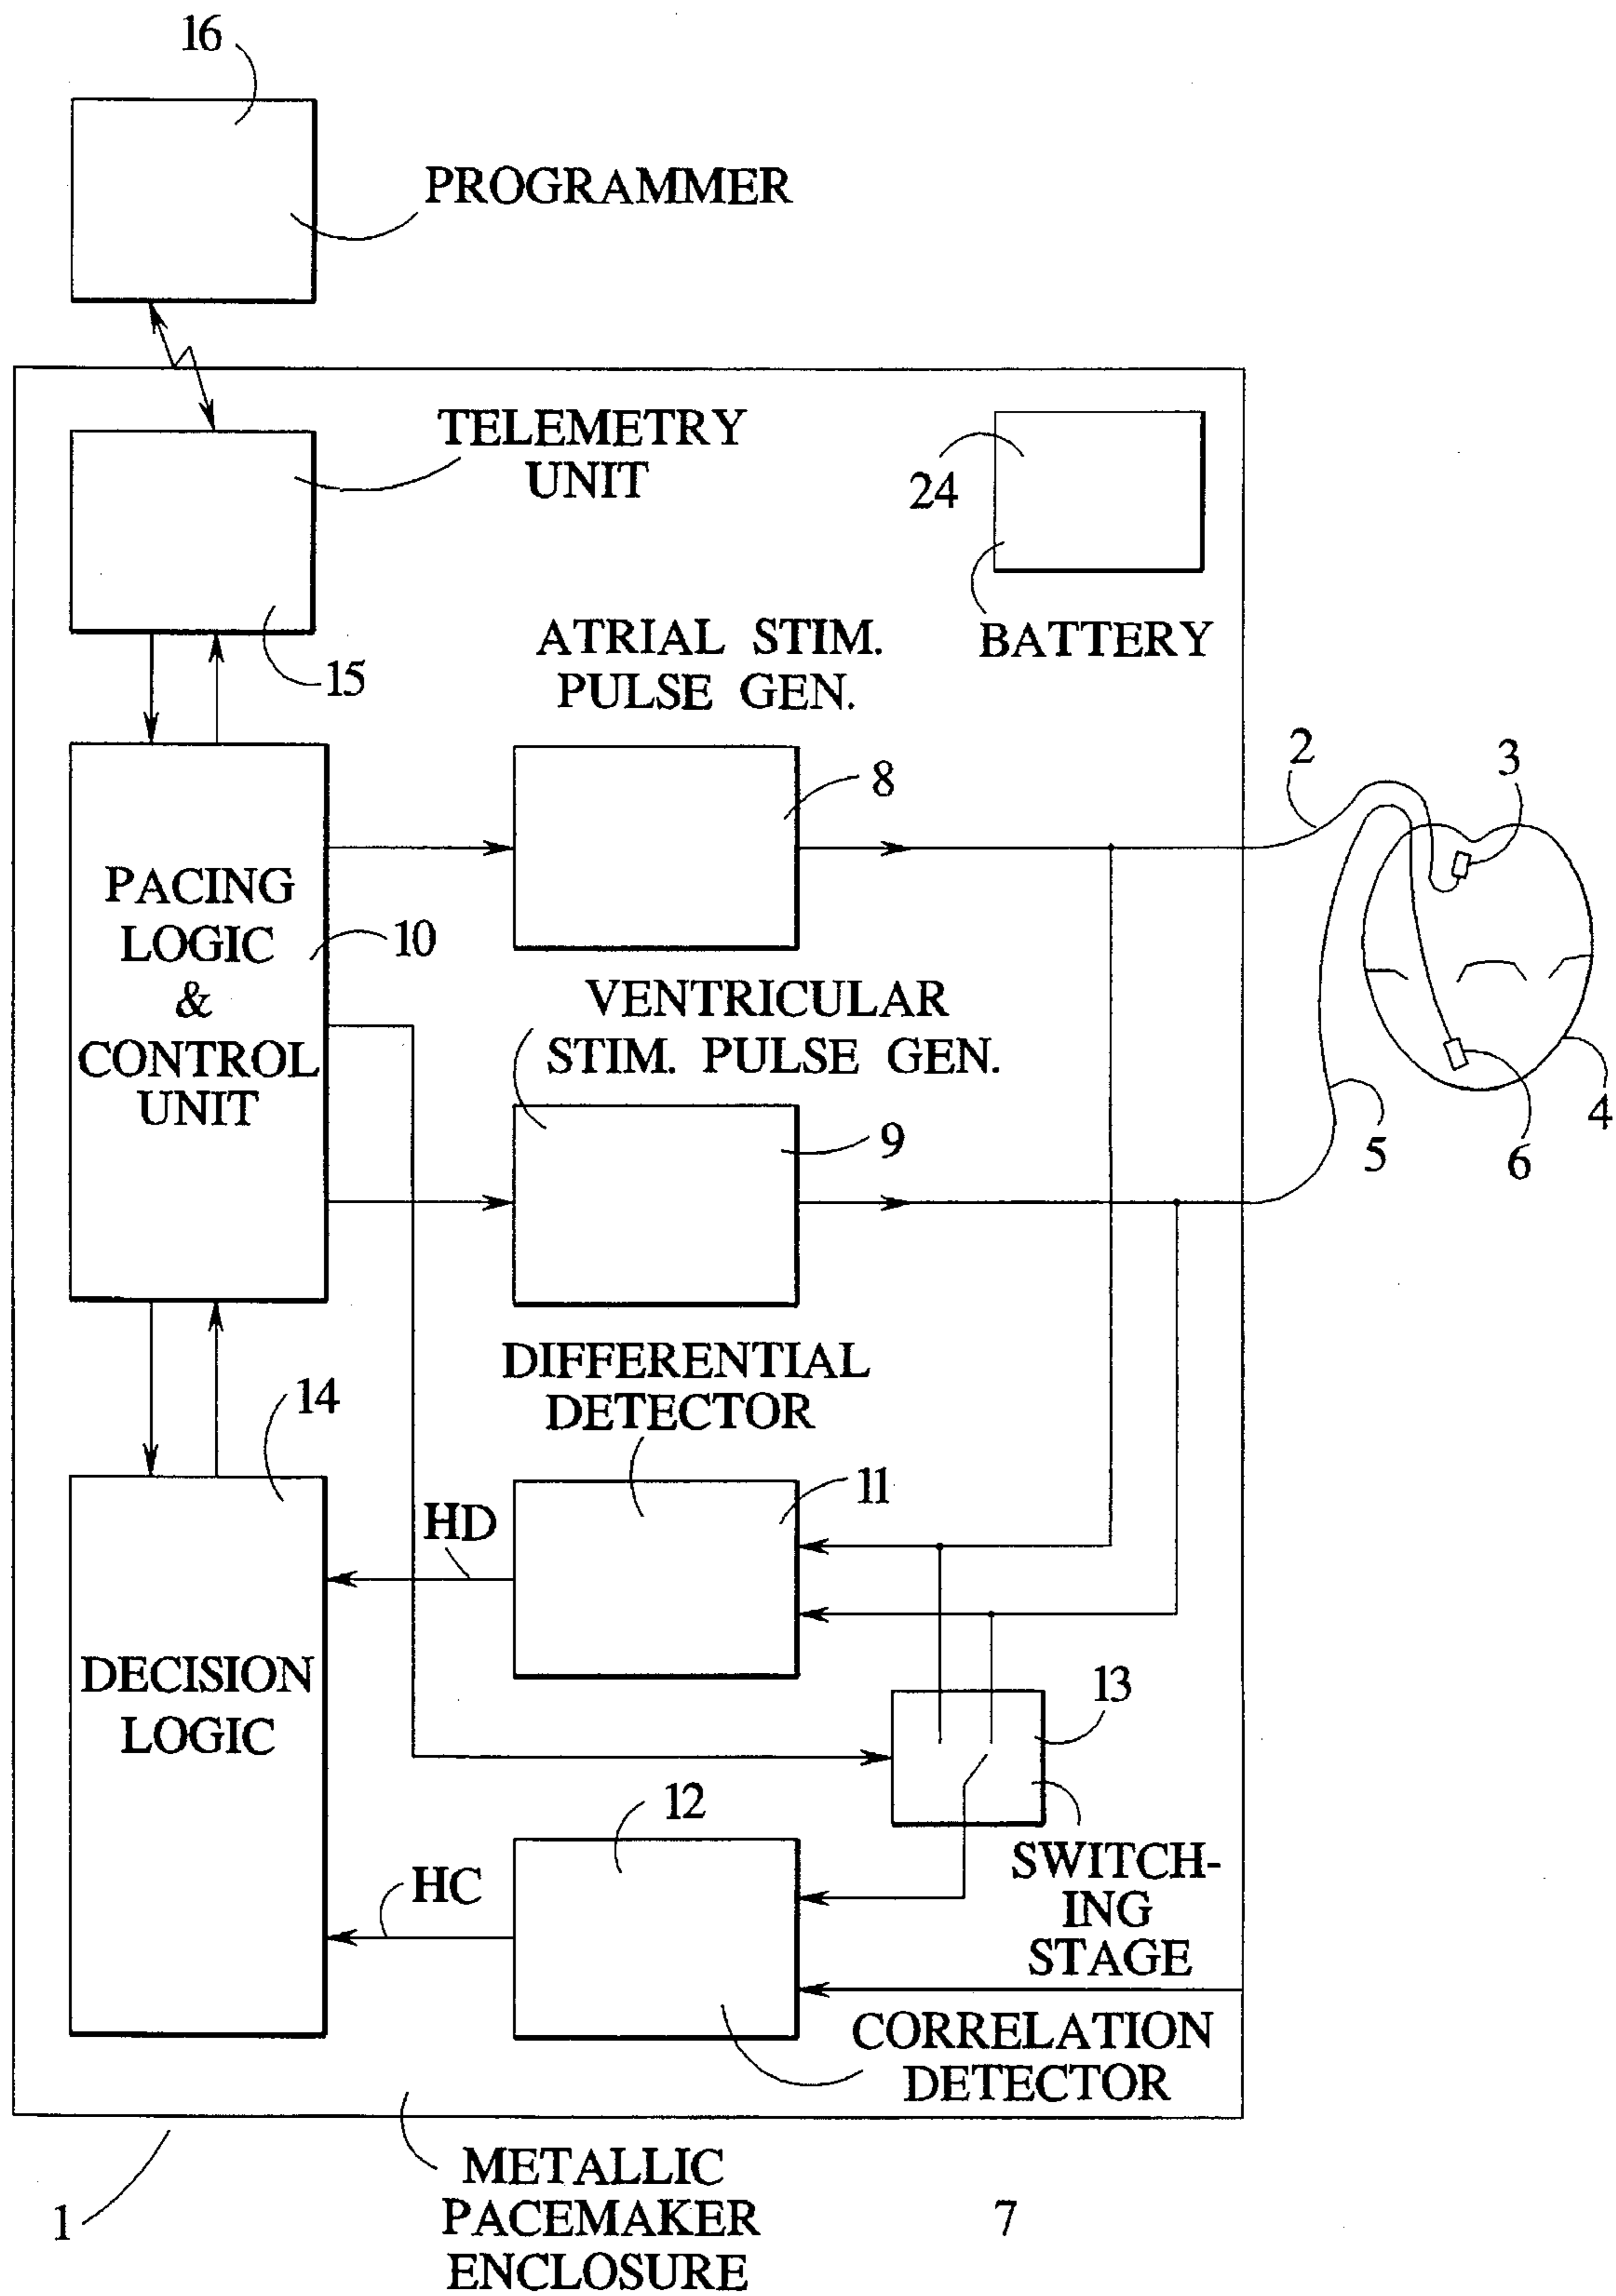 16
PROGRAMMER
TELEMETRY
UNIT
24
BATTERY
15
ATRIAL STIM.
PULSE GEN.
8
2
3
PACING
LOGIC
&
CONTROL
UNIT
10
VENTRICULAR
STIM. PULSE GEN.
9
5
6
4
DIFFERENTIAL
DETECTOR
14
11
HD
DECISION
LOGIC
13
SWITCH-
ING
STAGE
12
HC
CORRELATION
DETECTOR
METALLIC
PACEMAKER
ENCLOSURE
1
7